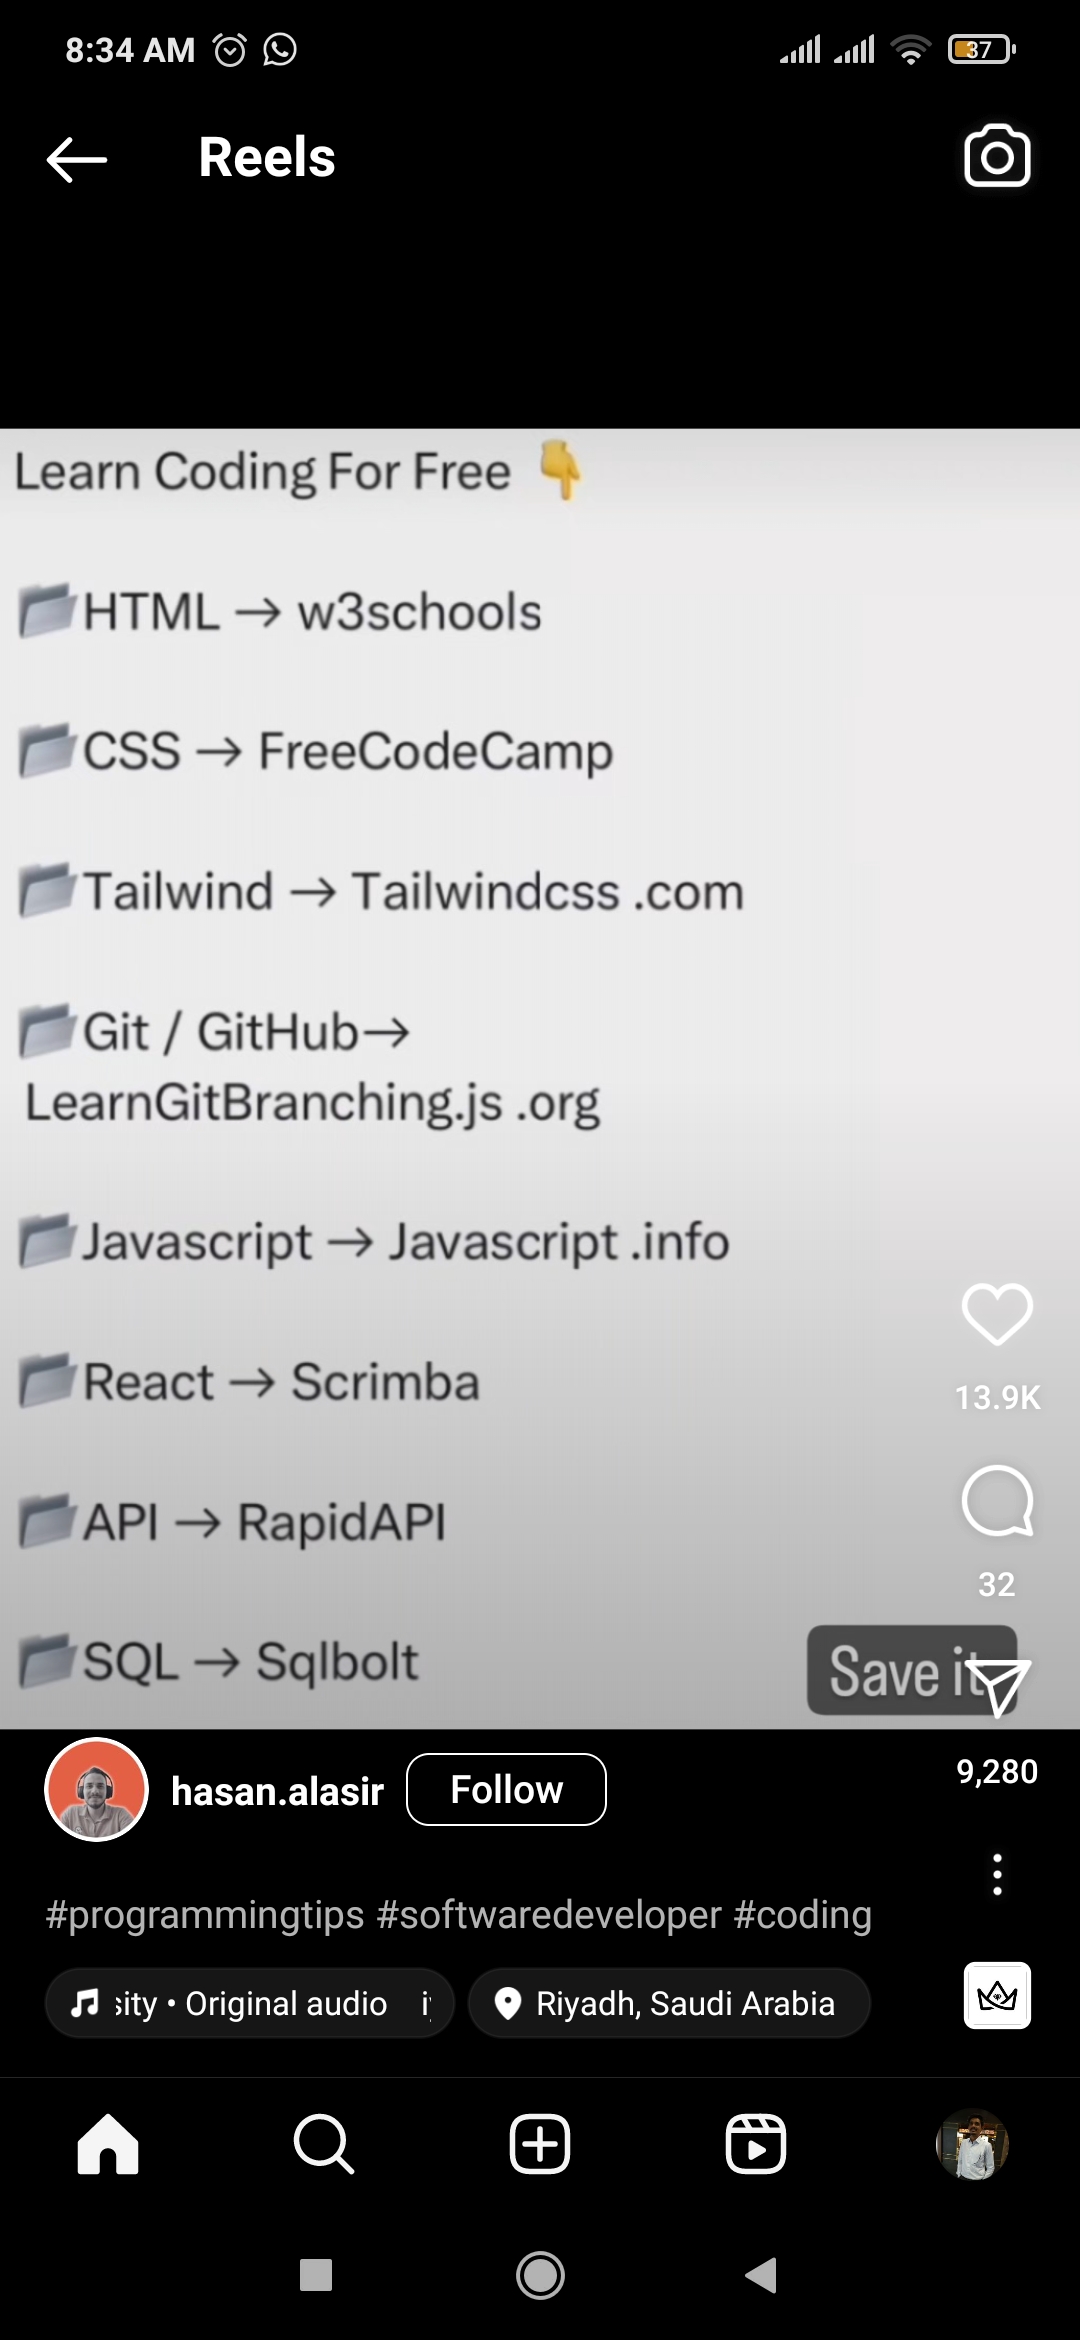 8:34 AM
37
Reels
Learn Coding For Free 👇
HTML → w3schools
CSS → FreeCodeCamp
Tailwind → Tailwindcss .com
Git / GitHub→
LearnGitBranching.js .org
Javascript → Javascript .info
React → Scrimba
13.9K
API → RapidAPI
32
SQL → Sqlbolt
Save it
9,280
hasan.alasir
Follow
#programmingtips #softwaredeveloper #coding
sity • Original audio
Riyadh, Saudi Arabia